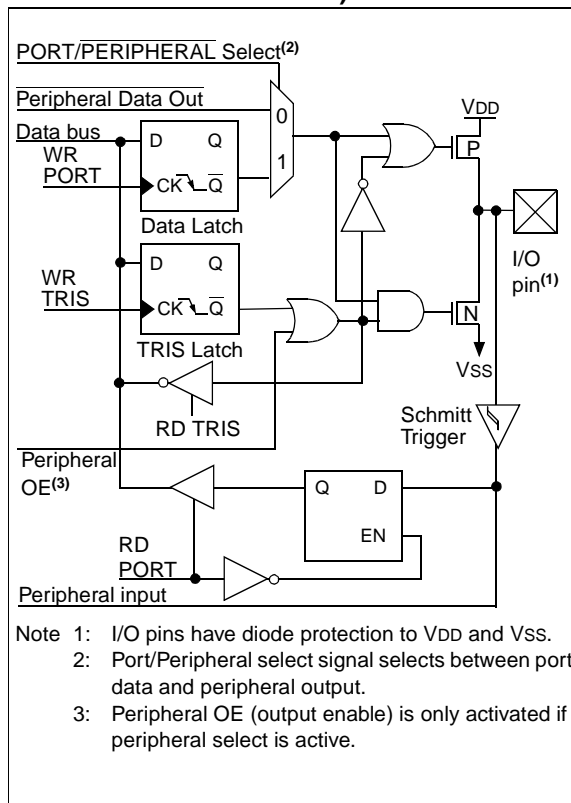 PORT/PERIPHERAL Select(2)
Peripheral Data Out
Data bus
WR
PORT
D Q
CK Q
Data Latch
0
1
VDD
P
I/O
pin(1)
WR
TRIS
D Q
CK Q
TRIS Latch
N
VSS
RD TRIS
Schmitt
Trigger
Peripheral
OE(3)
Q D
EN
RD
PORT
Peripheral input
Note 1: I/O pins have diode protection to VDD and VSS.
2: Port/Peripheral select signal selects between port
data and peripheral output.
3: Peripheral OE (output enable) is only activated if
peripheral select is active.